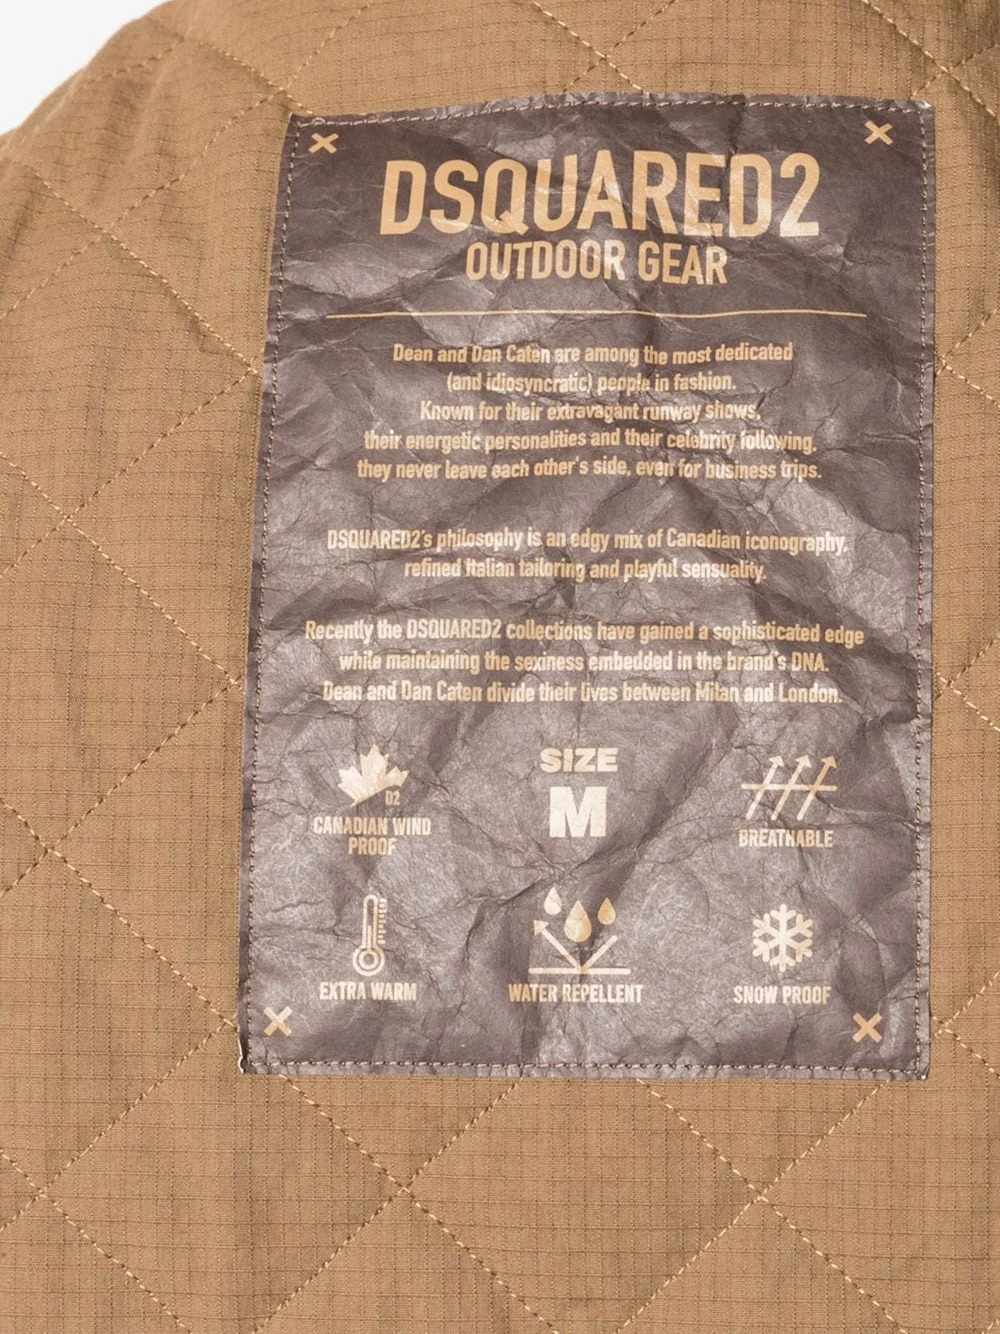 DSQUARED2
OUTDOOR GEAR
Dean and Dan Caten are among the most dedicated
(and idiosyncratic) people in fashion.
Known for their extravagant runway shows,
their energetic personalities and their celebrity following,
they never leave each other's side, even for business trips.
DSQUARED2's philosophy is an edgy mix of Canadian iconography,
refined Italian tailoring and playful sensuality.
Recently the DSQUARED2 collections have gained a sophisticated edge
while maintaining the sexiness embedded in the brand's DNA.
Dean and Dan Caten divide their lives between Milan and London.
D2
CANADIAN WIND
PROOF
SIZE
M
BREATHABLE
EXTRA WARM
WATER REPELLENT
SNOW PROOF